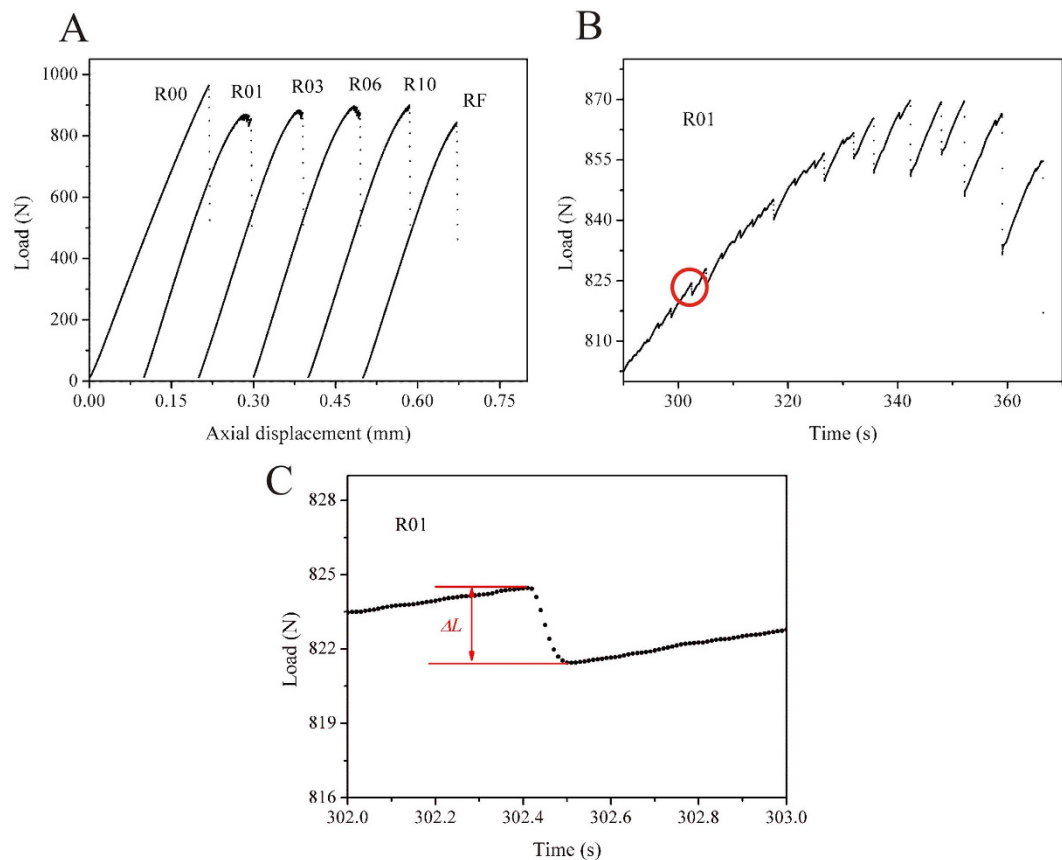 A
1000
800
600
400
200
0
Load (N)
R00
R01
R03
R06
R10
RF
0.00
0.15
0.30
0.45
0.60
0.75
Axial displacement (mm)
B
870
855
840
825
810
Load (N)
R01
300
320
340
360
Time (s)
C
828
825
822
819
816
Load (N)
R01
ΔL
302.0
302.2
302.4
302.6
302.8
303.0
Time (s)